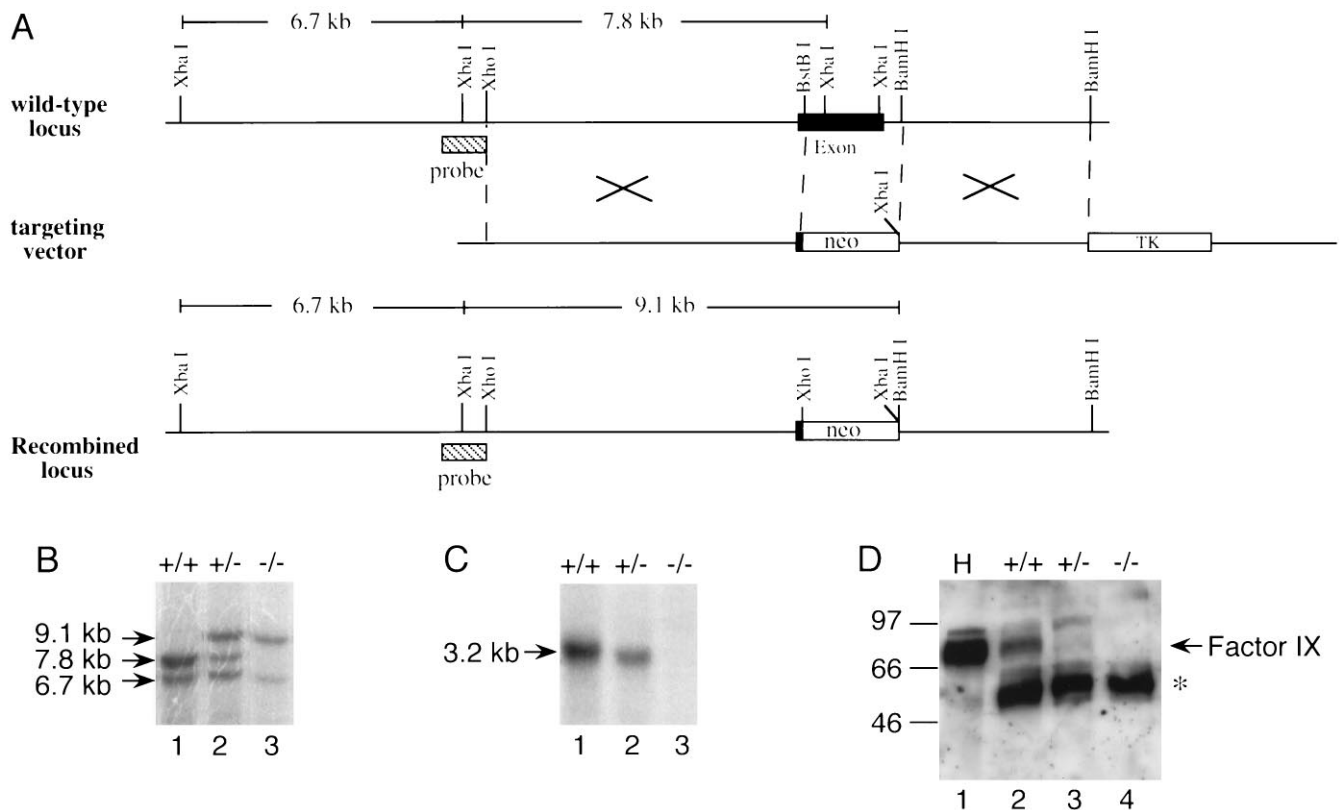 A
6.7 kb
7.8 kb
Xba I
Xba I
Xho I
BstB I
Xba I
Xba I
BamH I
BamH I
wild-type
locus
probe
Exon
Xba I
targeting
vector
neo
TK
6.7 kb
9.1 kb
Xba I
Xba I
Xho I
Xho I
Xba I
BamH I
BamH I
Recombined
locus
neo
probe
B
+/+ +/- -/-
9.1 kb
7.8 kb
6.7 kb
1 2 3
C
+/+ +/- -/-
3.2 kb
1 2 3
D
H +/+ +/- -/-
97
66
46
Factor IX
*
1 2 3 4